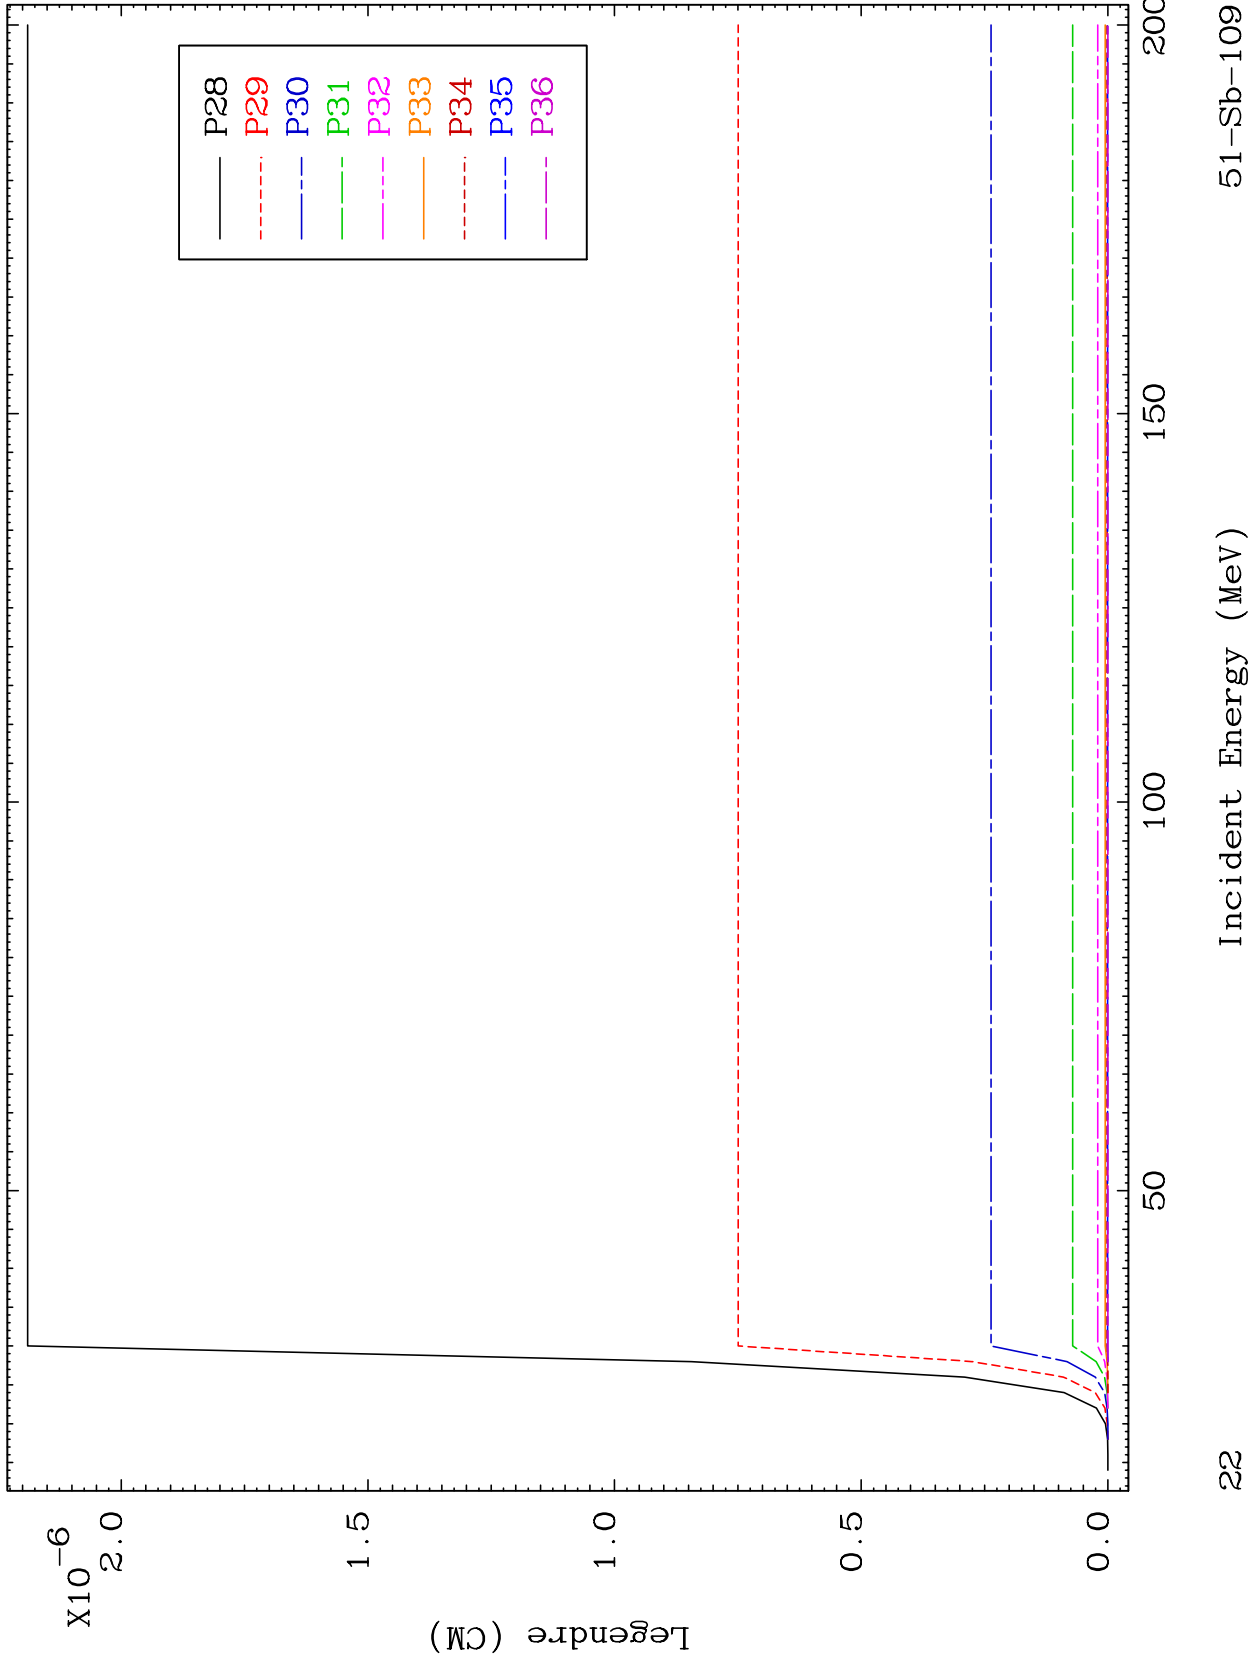 X10-6
2.0
1.5
1.0
0.5
0.0
Legendre (CM)
P28
P29
P30
P31
P32
P33
P34
P35
P36
50
100
150
200
Incident Energy (MeV)
22
51-Sb-109